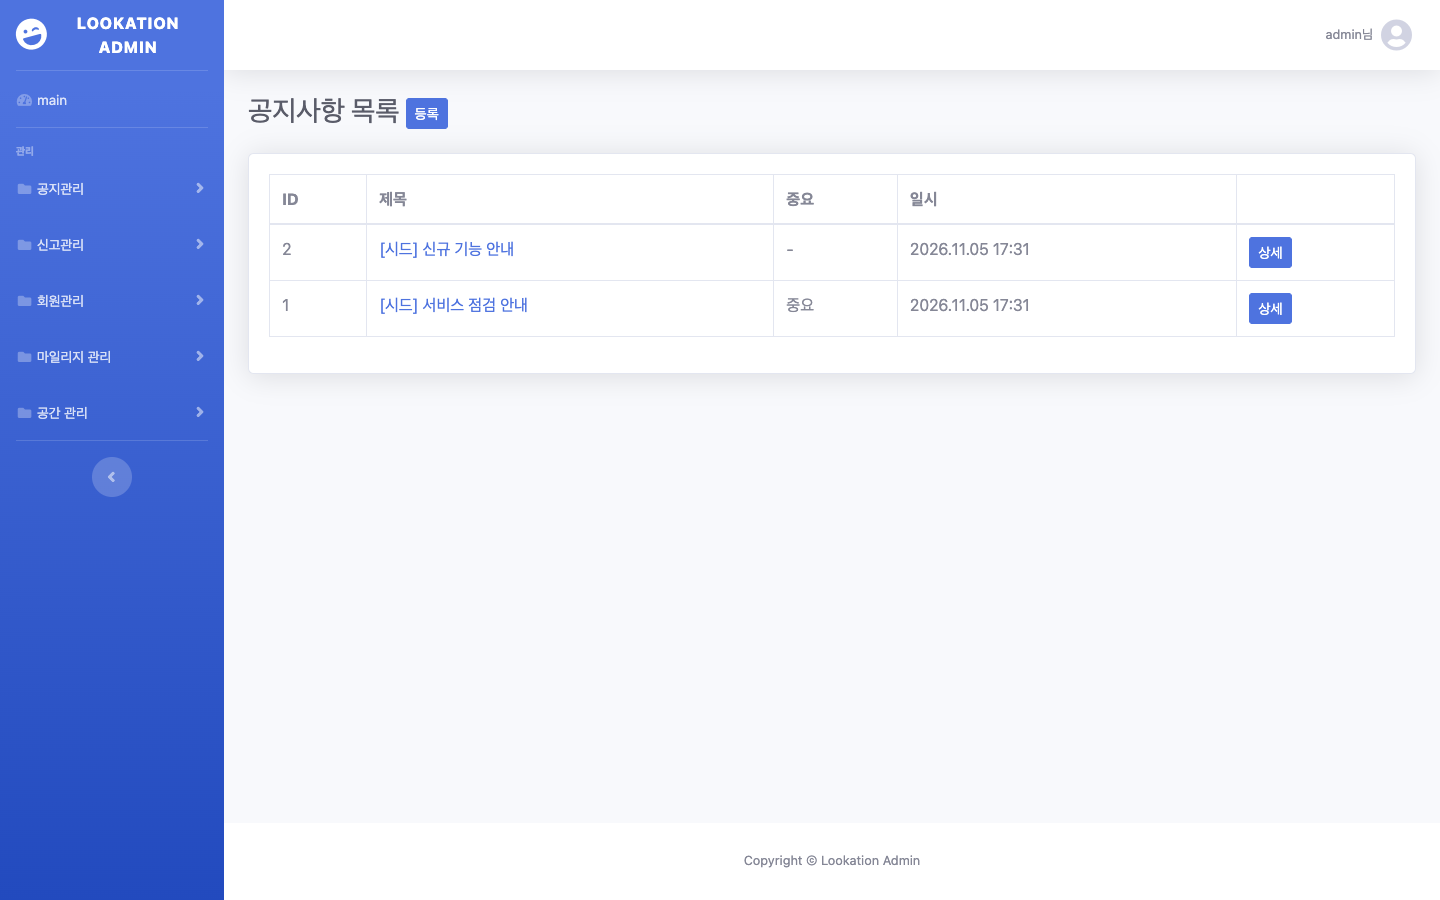 LOOKATION
ADMIN
admin님
main
관리
공지관리
신고관리
회원관리
마일리지 관리
공간 관리
공지사항 목록 등록
ID 제목 중요 일시
2 [시드] 신규 기능 안내 - 2026.11.05 17:31 상세
1 [시드] 서비스 점검 안내 중요 2026.11.05 17:31 상세
Copyright © Lookation Admin